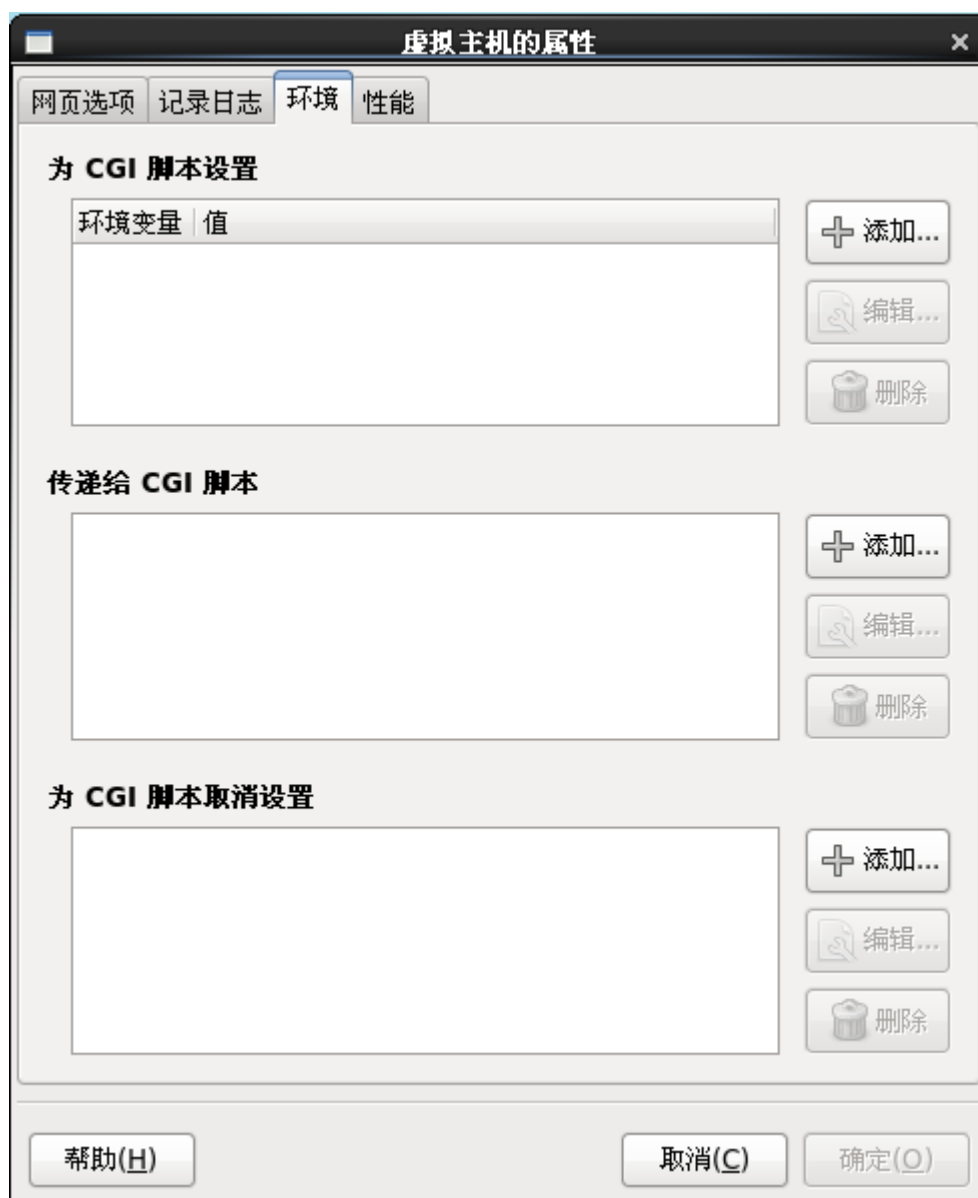 虚拟主机的属性
网页选项 记录日志 环境 性能
为 CGI 脚本设置
环境变量 值
添加...
编辑...
删除
传递给 CGI 脚本
添加...
编辑...
删除
为 CGI 脚本取消设置
添加...
编辑...
删除
帮助(H) 取消(C) 确定(O)